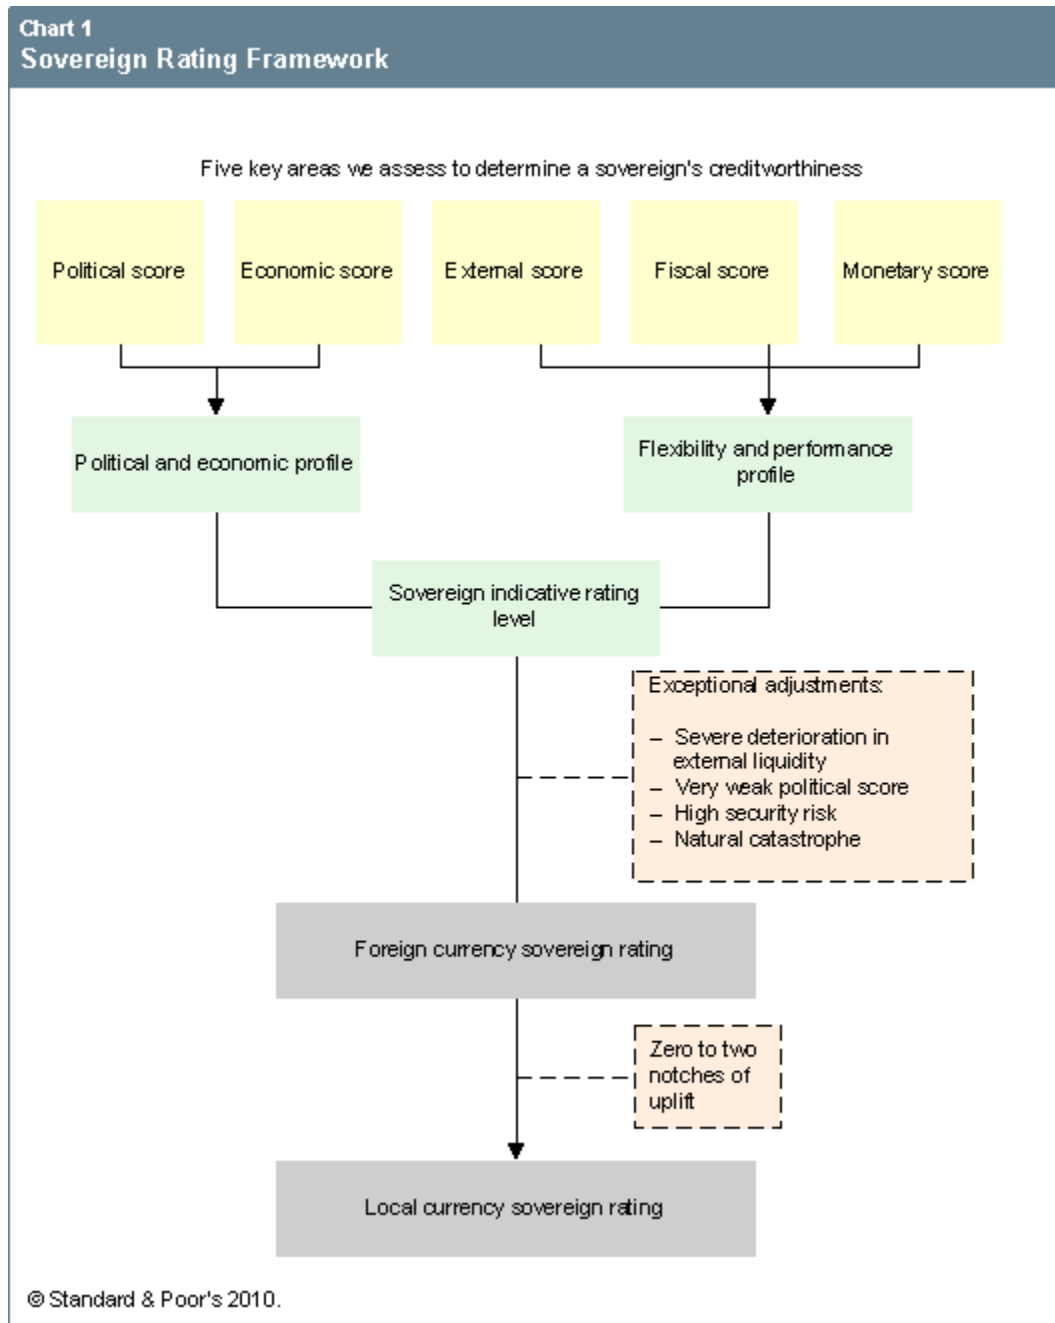 Chart 1
Sovereign Rating Framework
Five key areas we assess to determine a sovereign's creditworthiness
Political score
Economic score
External score
Fiscal score
Monetary score
Political and economic profile
Flexibility and performance
profile
Sovereign indicative rating
level
Exceptional adjustments:
– Severe deterioration in
external liquidity
– Very weak political score
– High security risk
– Natural catastrophe
Foreign currency sovereign rating
Zero to two
notches of
uplift
Local currency sovereign rating
© Standard & Poor's 2010.